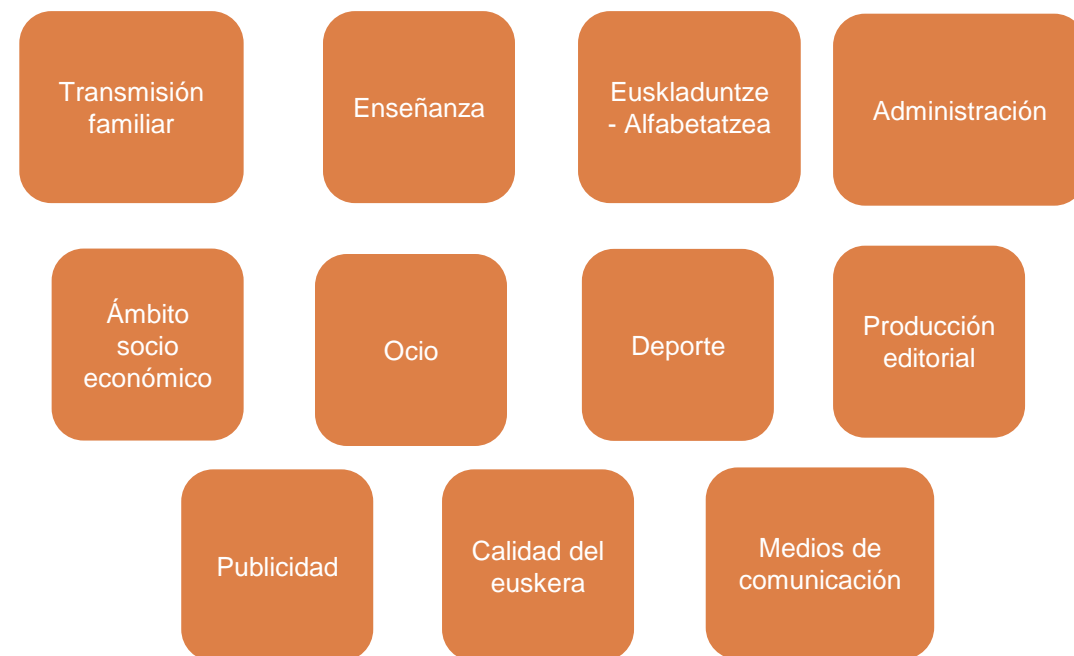 Transmisión
familiar
Enseñanza
Euskladuntze
- Alfabetatzea
Administración
Ámbito
socio
económico
Ocio
Deporte
Producción
editorial
Publicidad
Calidad del
euskera
Medios de
comunicación